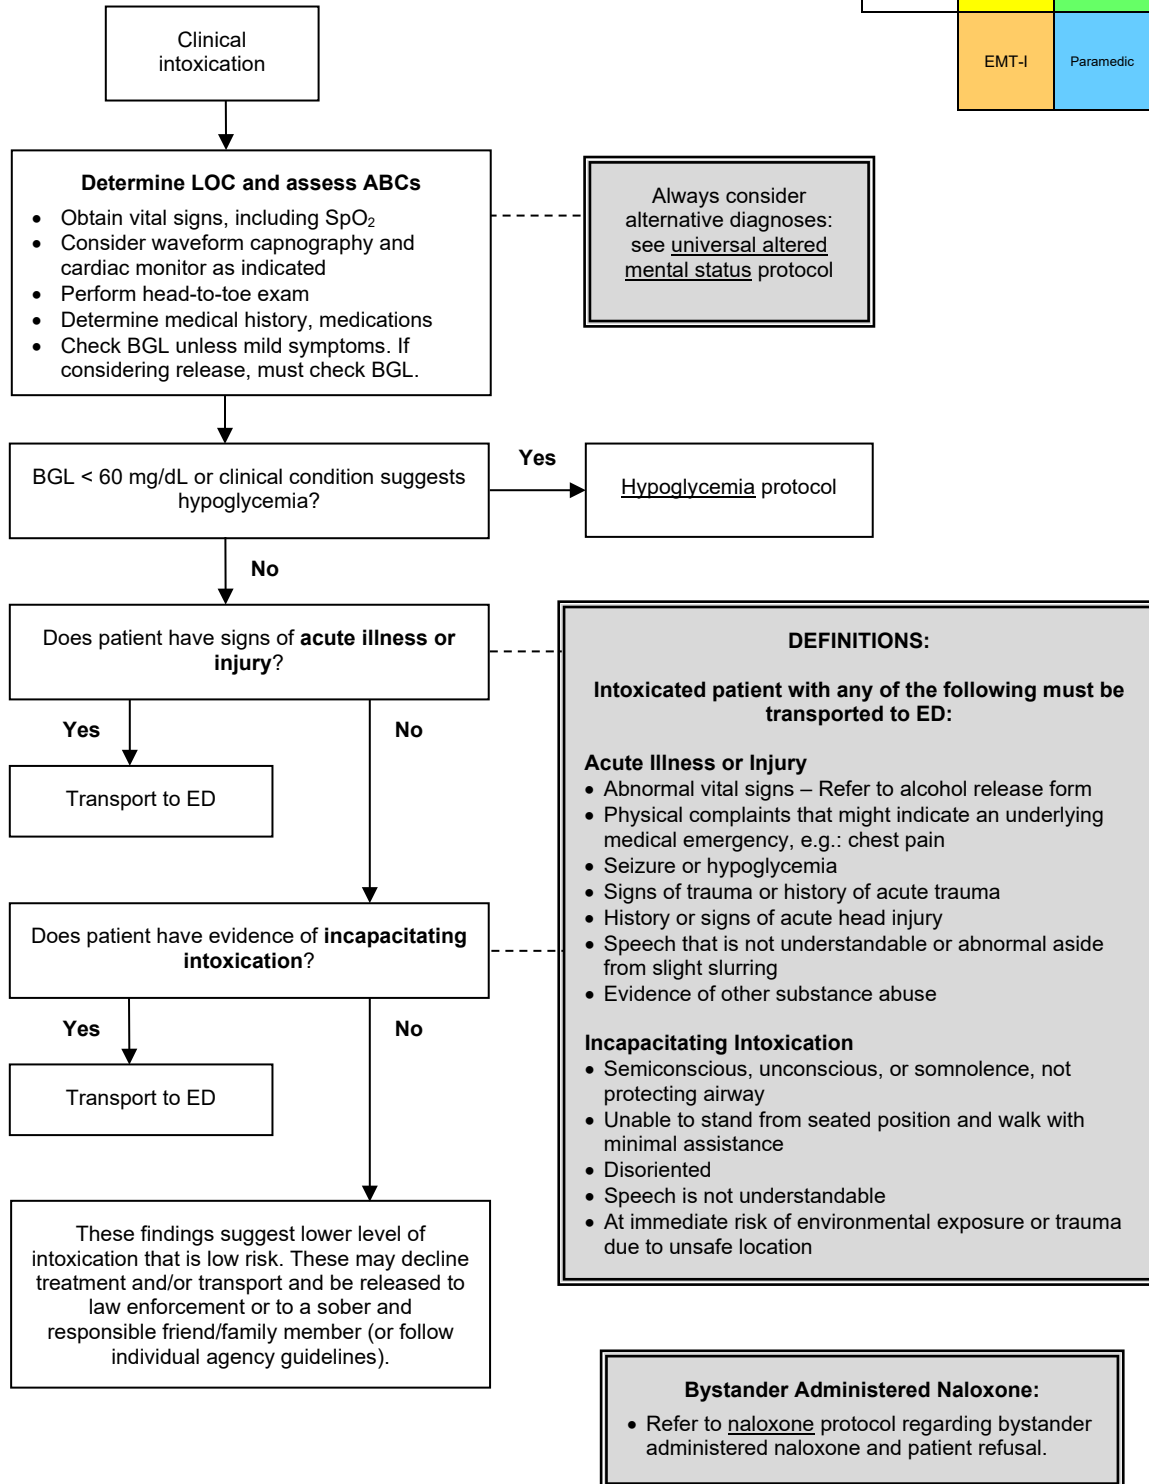 EMT-I
Paramedic
Clinical
intoxication
Determine LOC and assess ABCs
• Obtain vital signs, including SpO₂
• Consider waveform capnography and
cardiac monitor as indicated
• Perform head-to-toe exam
• Determine medical history, medications
• Check BGL unless mild symptoms. If
considering release, must check BGL.
Always consider
alternative diagnoses:
see universal altered
mental status protocol
BGL < 60 mg/dL or clinical condition suggests
hypoglycemia?
Yes
Hypoglycemia protocol
No
Does patient have signs of acute illness or
injury?
Yes
No
Transport to ED
Does patient have evidence of incapacitating
intoxication?
Yes
No
Transport to ED
These findings suggest lower level of
intoxication that is low risk. These may decline
treatment and/or transport and be released to
law enforcement or to a sober and
responsible friend/family member (or follow
individual agency guidelines).
DEFINITIONS:
Intoxicated patient with any of the following must be
transported to ED:
Acute Illness or Injury
• Abnormal vital signs – Refer to alcohol release form
• Physical complaints that might indicate an underlying
medical emergency, e.g.: chest pain
• Seizure or hypoglycemia
• Signs of trauma or history of acute trauma
• History or signs of acute head injury
• Speech that is not understandable or abnormal aside
from slight slurring
• Evidence of other substance abuse
Incapacitating Intoxication
• Semiconscious, unconscious, or somnolence, not
protecting airway
• Unable to stand from seated position and walk with
minimal assistance
• Disoriented
• Speech is not understandable
• At immediate risk of environmental exposure or trauma
due to unsafe location
Bystander Administered Naloxone:
• Refer to naloxone protocol regarding bystander
administered naloxone and patient refusal.